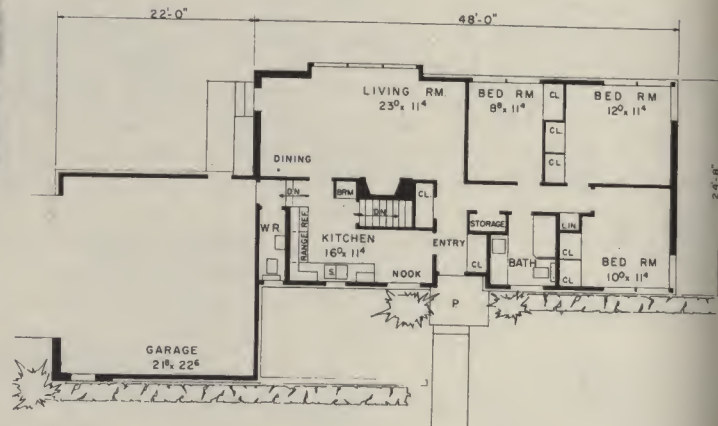 22'-0"
48'-0"
LIVING RM.
23⁰ x 11⁴
BED RM
8⁸ x 11⁴
CL
CL
CL
BED RM
12⁰ x 11⁴
DINING
DN
BRM
CL.
DN
W.R.
RANGE
REF.
KITCHEN
16⁰ x 11⁴
S.
NOOK
ENTRY
STORAGE
CL
BATH
LIN
CL
CL
BED RM
10⁰ x 11⁴
P
24'-8"
GARAGE
21⁸ x 22⁶